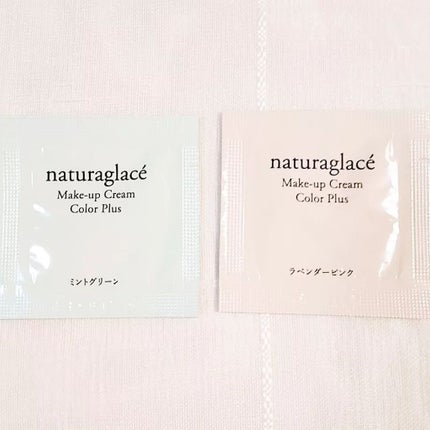 naturaglacé
Make-up Cream
Color Plus
ミントグリーン
naturaglacé
Make-up Cream
Color Plus
ラベンダーピンク